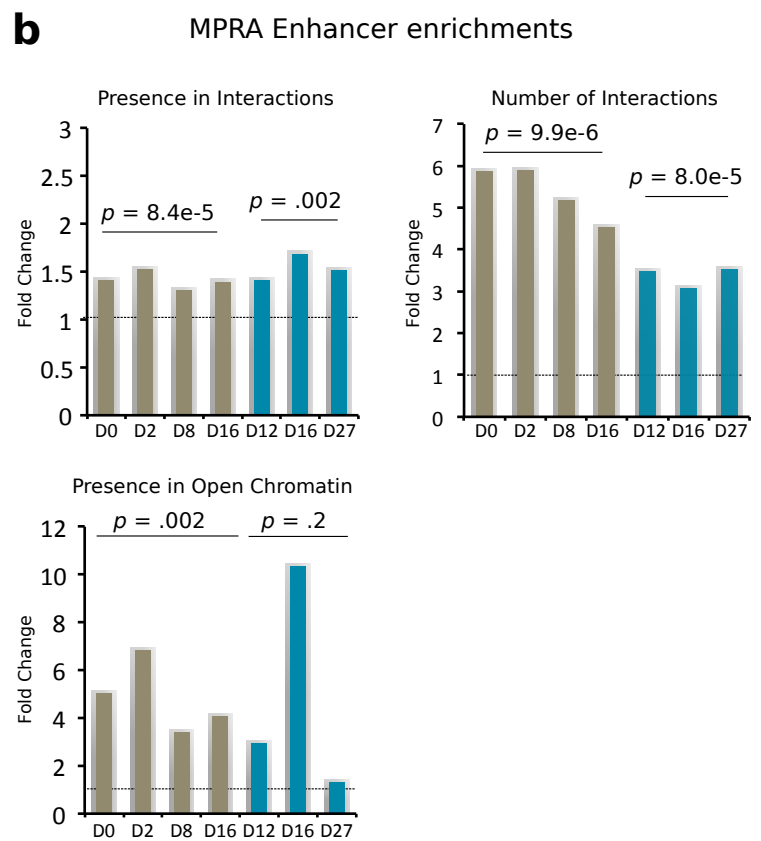 b
MPRA Enhancer enrichments
Presence in Interactions
Fold Change
3
2.5
2
1.5
1
0.5
0
p = 8.4e-5
p = .002
D0 D2 D8 D16 D12 D16 D27
Number of Interactions
Fold Change
7
6
5
4
3
2
1
0
p = 9.9e-6
p = 8.0e-5
D0 D2 D8 D16 D12 D16 D27
Presence in Open Chromatin
Fold Change
12
10
8
6
4
2
0
p = .002
p = .2
D0 D2 D8 D16 D12 D16 D27